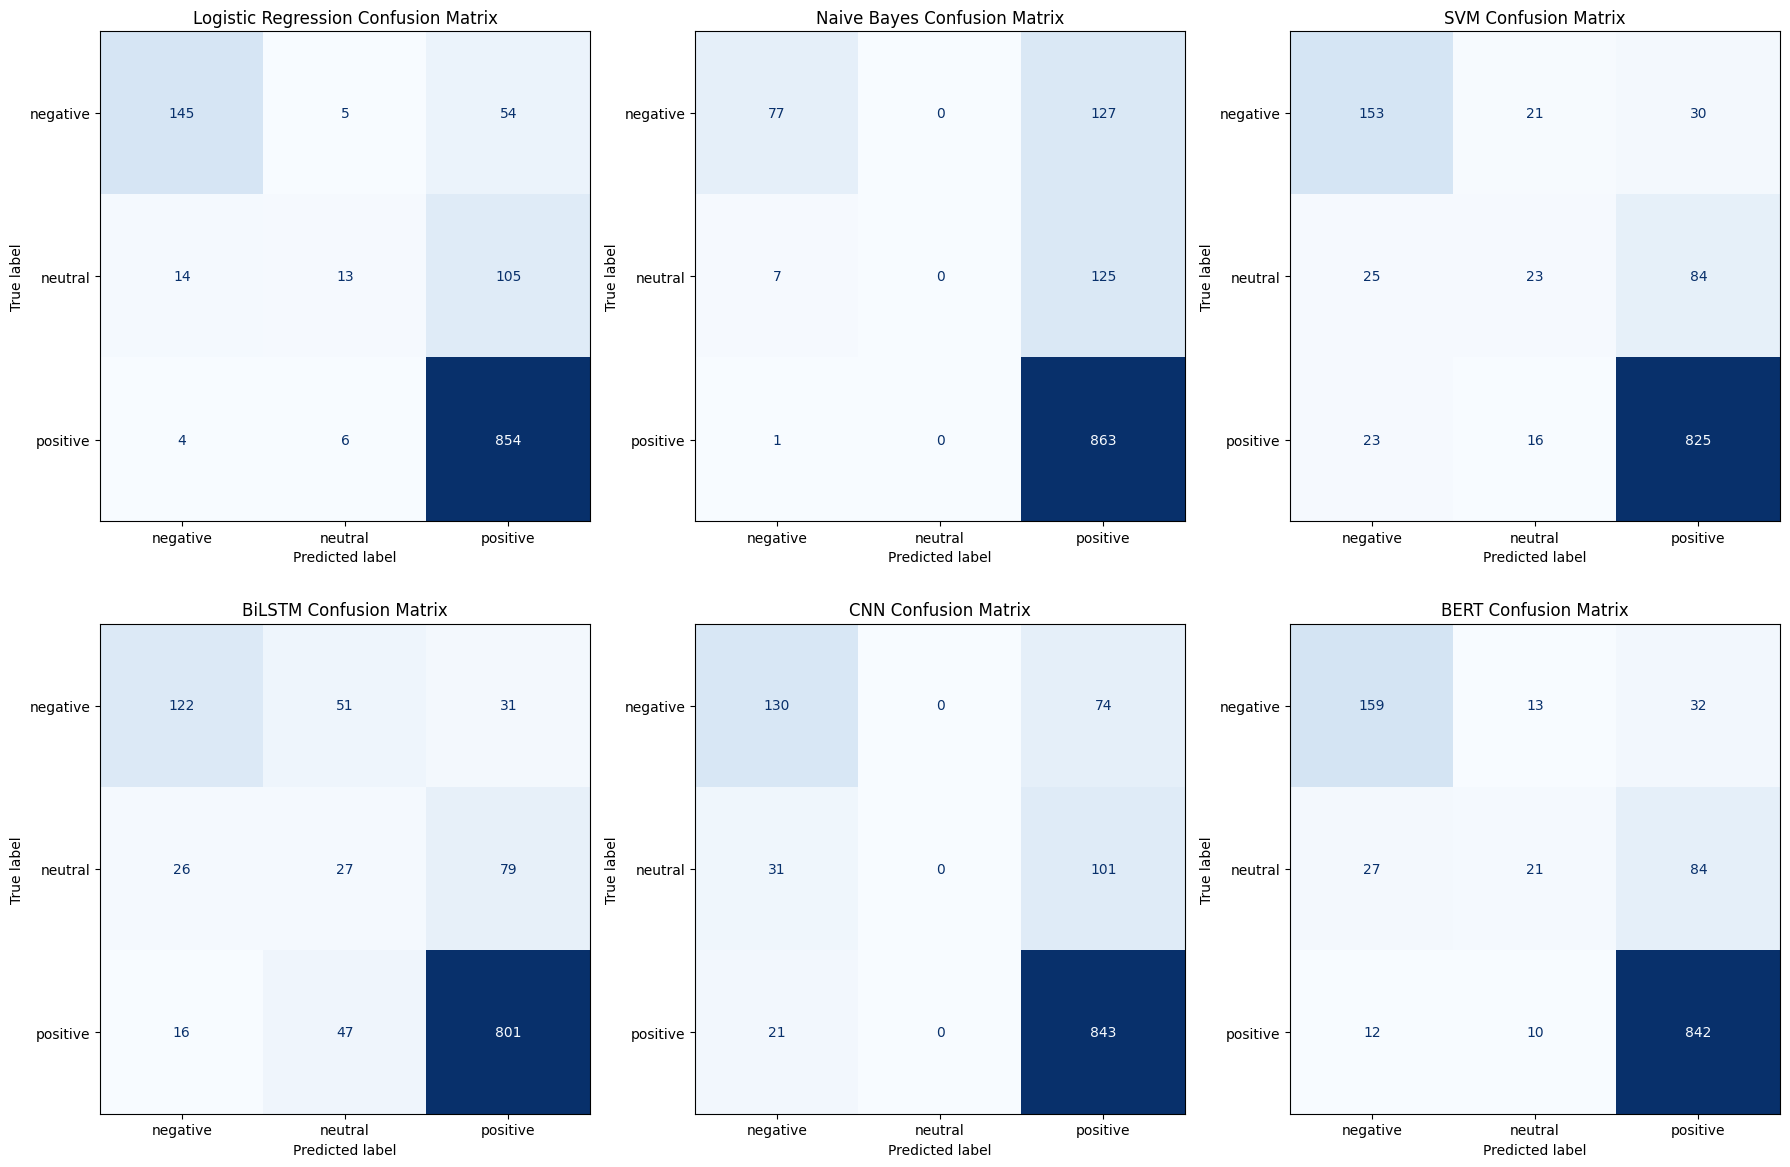 Logistic Regression Confusion Matrix
True label
negative 145 5 54
neutral 14 13 105
positive 4 6 854
negative neutral positive
Predicted label
Naive Bayes Confusion Matrix
True label
negative 77 0 127
neutral 7 0 125
positive 1 0 863
negative neutral positive
Predicted label
SVM Confusion Matrix
True label
negative 153 21 30
neutral 25 23 84
positive 23 16 825
negative neutral positive
Predicted label
BiLSTM Confusion Matrix
True label
negative 122 51 31
neutral 26 27 79
positive 16 47 801
negative neutral positive
Predicted label
CNN Confusion Matrix
True label
negative 130 0 74
neutral 31 0 101
positive 21 0 843
negative neutral positive
Predicted label
BERT Confusion Matrix
True label
negative 159 13 32
neutral 27 21 84
positive 12 10 842
negative neutral positive
Predicted label